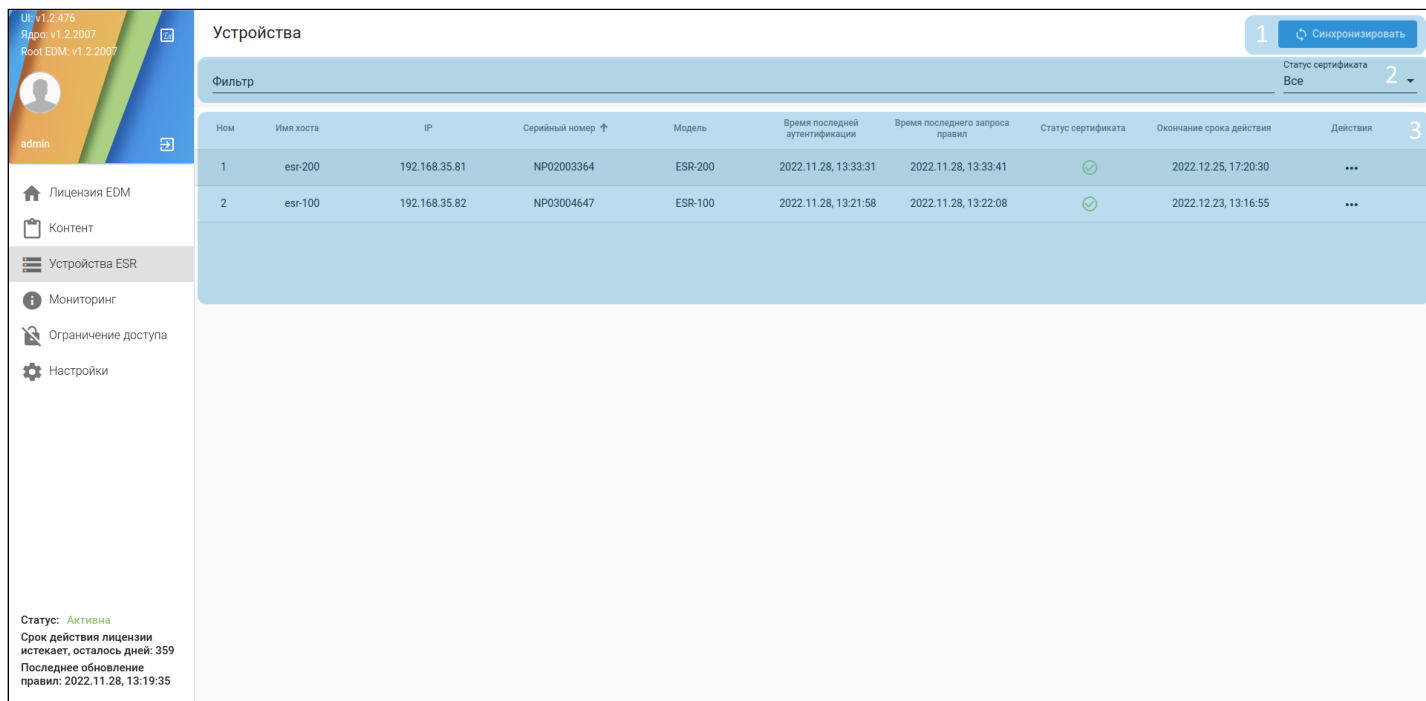 UI: v1.2.476
Ядро: v1.2.2007
Root EDM: v1.2.2007
admin
Лицензия EDM
Контент
Устройства ESR
Мониторинг
Ограничение доступа
Настройки
Статус: Активна
Срок действия лицензии
истекает, осталось дней: 359
Последнее обновление
правил: 2022.11.28, 13:19:35
Устройства
1
Синхронизировать
Фильтр
Статус сертификата
Все
2
Ном Имя хоста IP Серийный номер Модель Время последней аутентификации Время последнего запроса правил Статус сертификата Окончание срока действия Действия
3
1 esr-200 192.168.35.81 NP02003364 ESR-200 2022.11.28, 13:33:31 2022.11.28, 13:33:41 2022.12.25, 17:20:30 •••
2 esr-100 192.168.35.82 NP03004647 ESR-100 2022.11.28, 13:21:58 2022.11.28, 13:22:08 2022.12.23, 13:16:55 •••